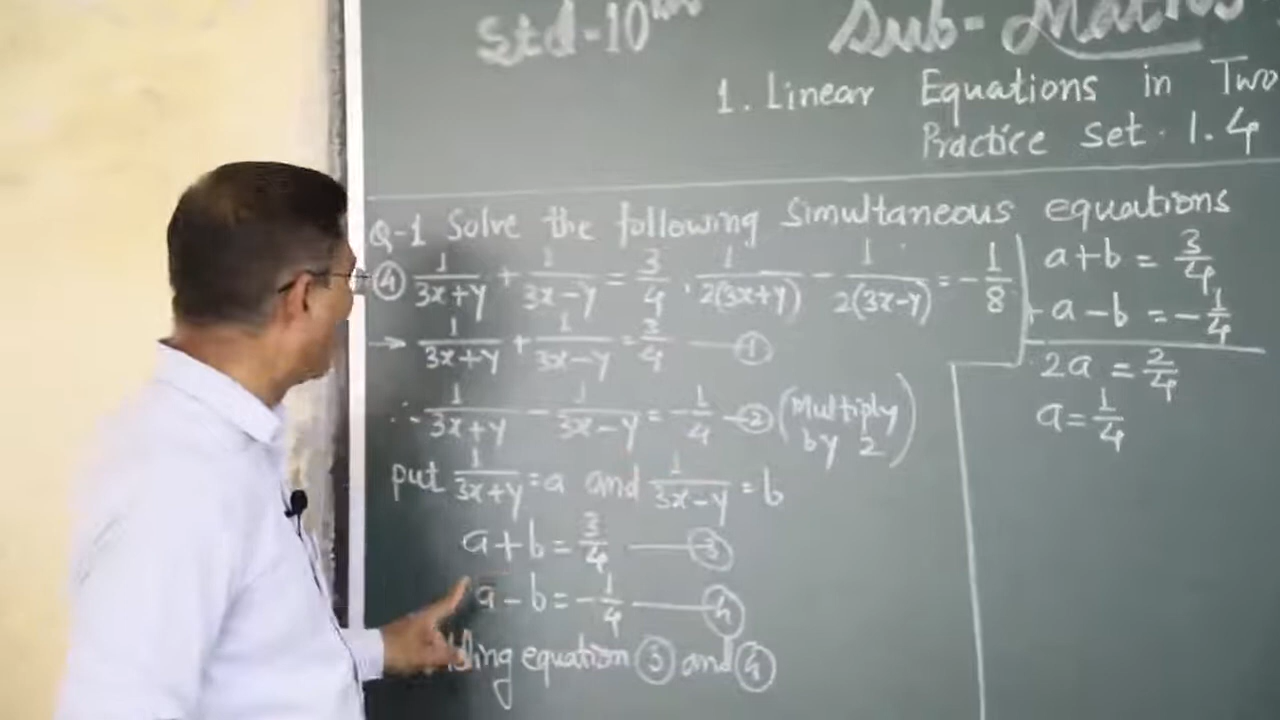 Std-10th
Sub-Maths
1. Linear Equations in Two
Practice Set. 1.4
Q-1 Solve the following Simultaneous equations
④ 1/(3x+y) + 1/(3x-y) = 3/4, 1/(2(3x+y)) - 1/(2(3x-y)) = -1/8
→ 1/(3x+y) + 1/(3x-y) = 3/4 —①
∴ 1/(3x+y) - 1/(3x-y) = -1/4 —② (Multiply by 2)
put 1/(3x+y) = a and 1/(3x-y) = b
a+b = 3/4 —③
a-b = -1/4 —④
equation ③ and ④
a+b = 3/4
+ a-b = -1/4
2a = 2/4
a = 1/4